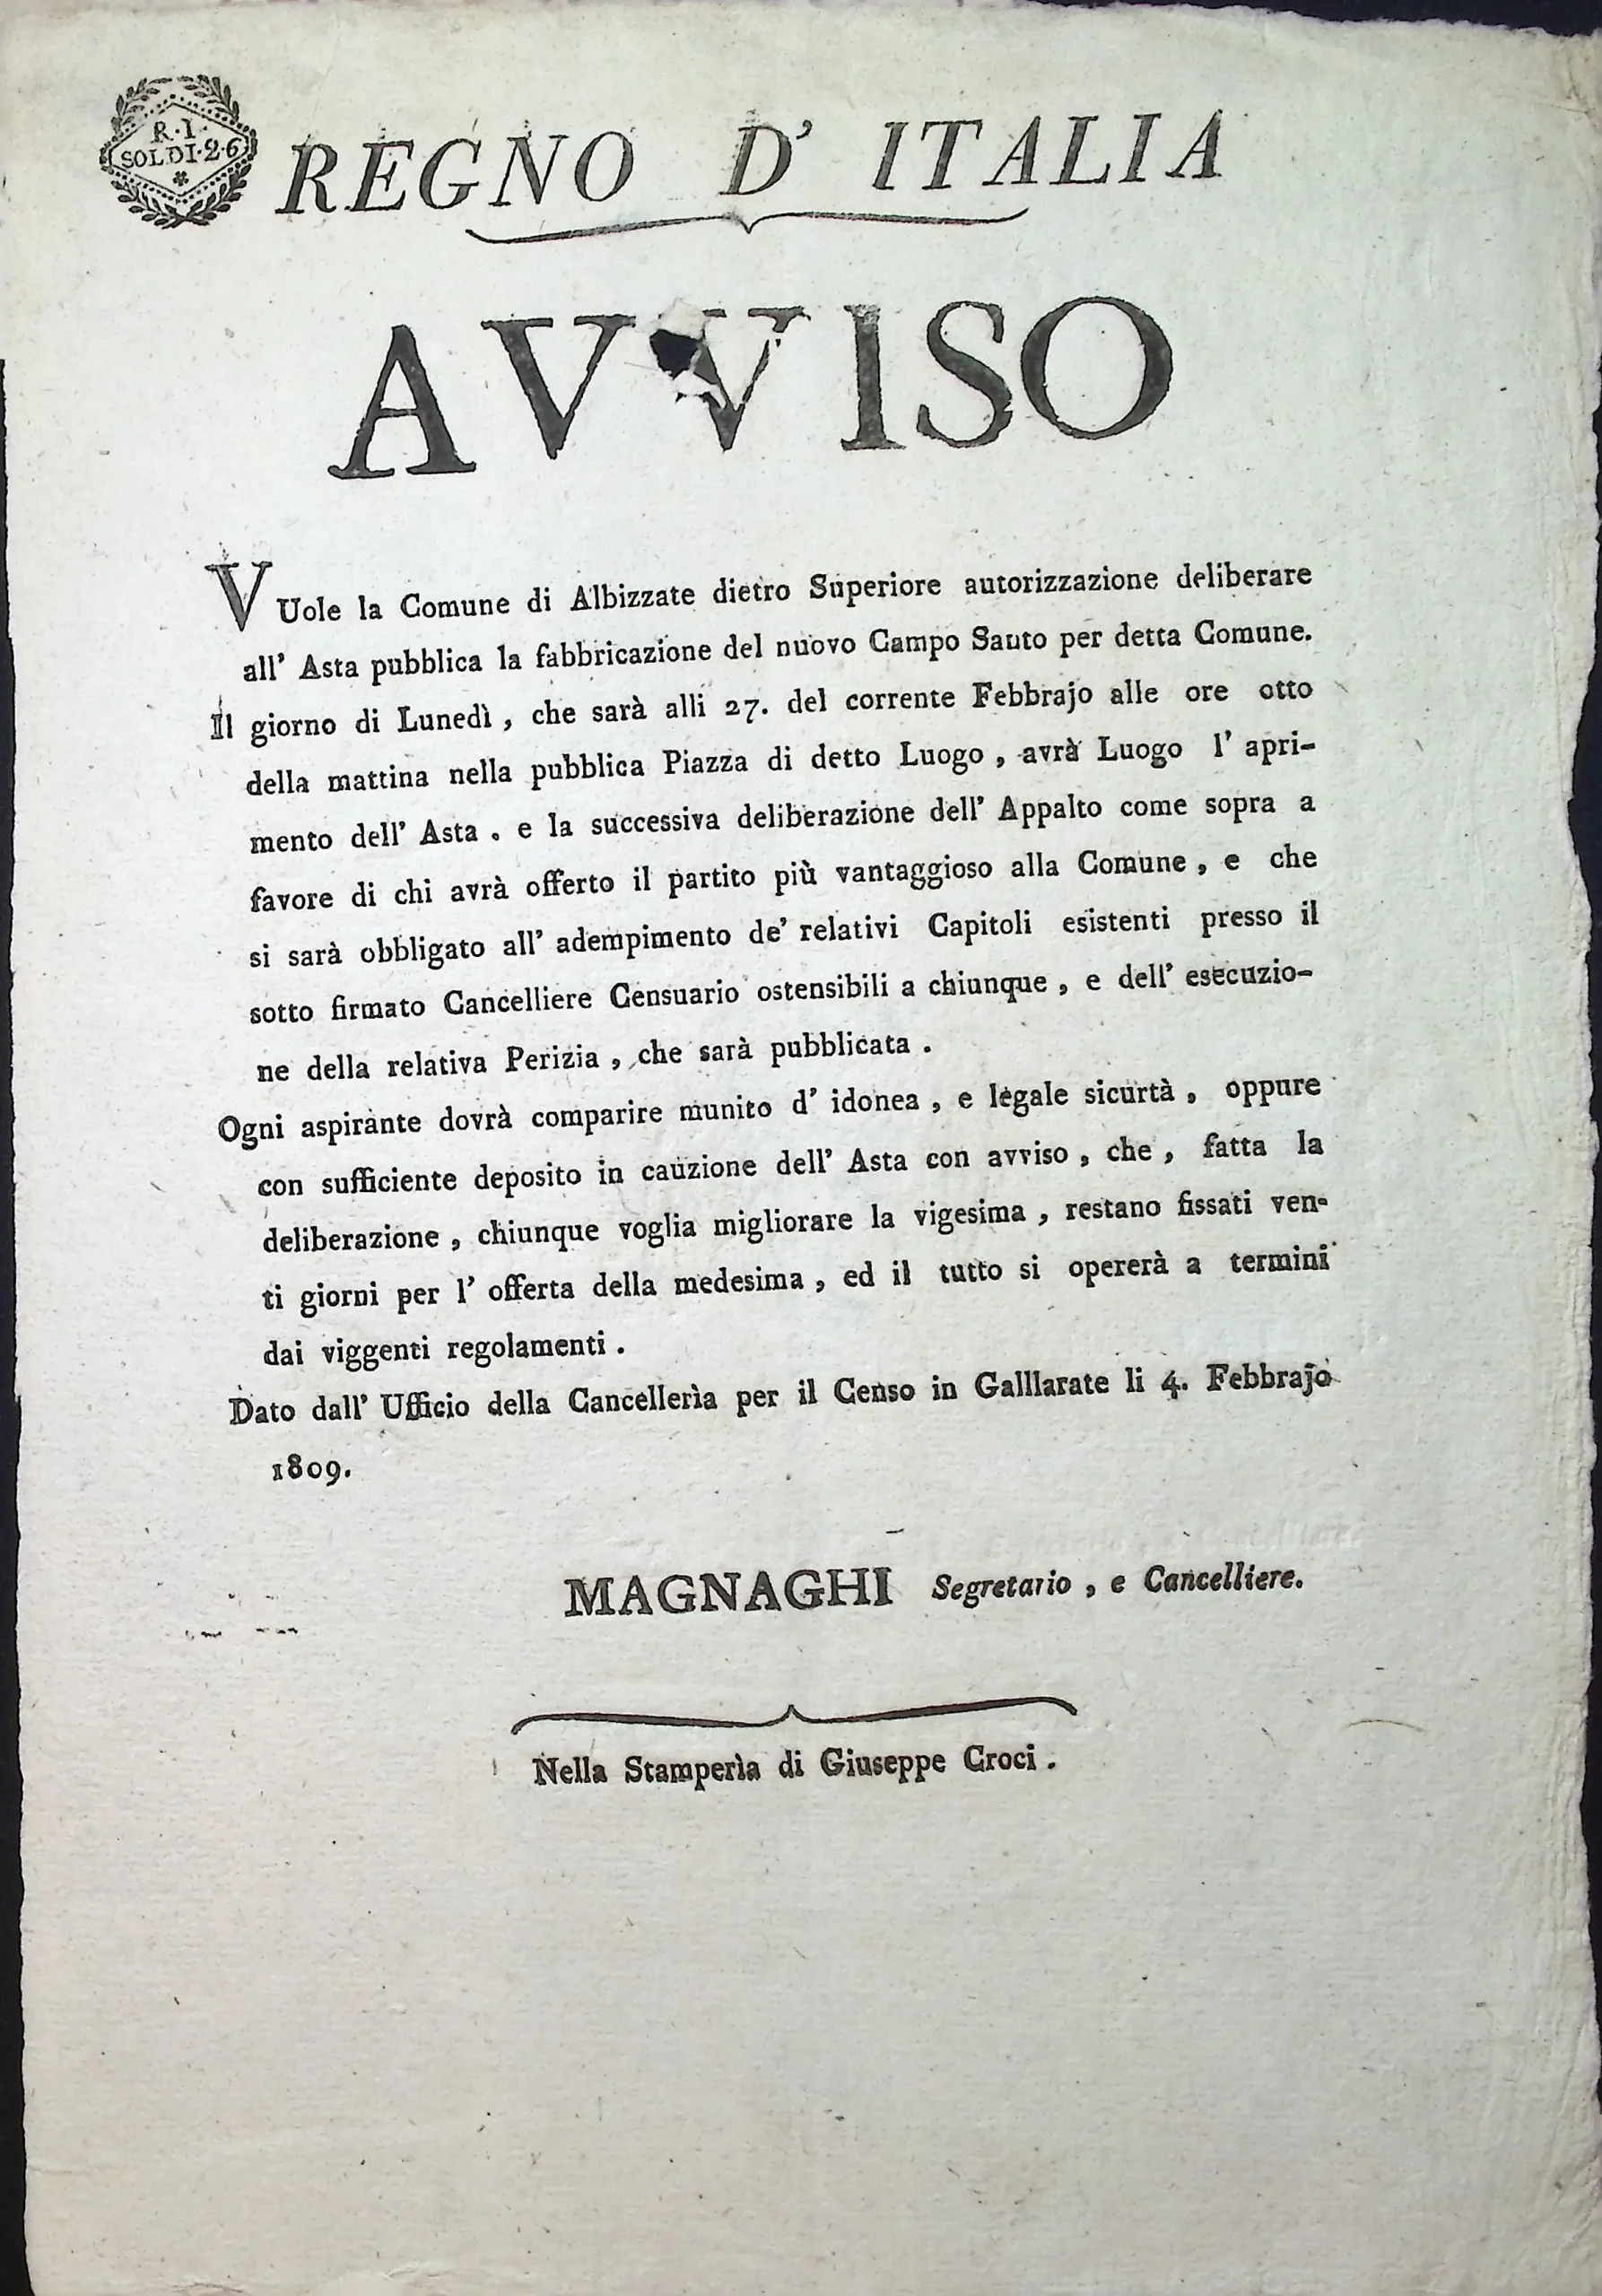 R. I.
SOLDI.2.6
REGNO D' ITALIA
AVVISO
VUole la Comune di Albizzate dietro Superiore autorizzazione deliberare
all' Asta pubblica la fabbricazione del nuovo Campo Santo per detta Comune.
Il giorno di Lunedì, che sarà alli 27. del corrente Febbrajo alle ore otto
della mattina nella pubblica Piazza di detto Luogo, avrà Luogo l' apri-
mento dell' Asta. e la successiva deliberazione dell' Appalto come sopra a
favore di chi avrà offerto il partito più vantaggioso alla Comune, e che
si sarà obbligato all' adempimento de' relativi Capitoli esistenti presso il
sotto firmato Cancelliere Censuario ostensibili a chiunque, e dell' esecuzio-
ne della relativa Perizia, che sarà pubblicata.
Ogni aspirante dovrà comparire munito d' idonea, e legale sicurtà, oppure
con sufficiente deposito in cauzione dell' Asta con avviso, che, fatta la
deliberazione, chiunque voglia migliorare la vigesima, restano fissati ven-
ti giorni per l' offerta della medesima, ed il tutto si opererà a termini
dai viggenti regolamenti.
Dato dall' Ufficio della Cancellerìa per il Censo in Galllarate li 4. Febbrajo
1809.
MAGNAGHI Segretario, e Cancelliere.
Nella Stamperìa di Giuseppe Croci.